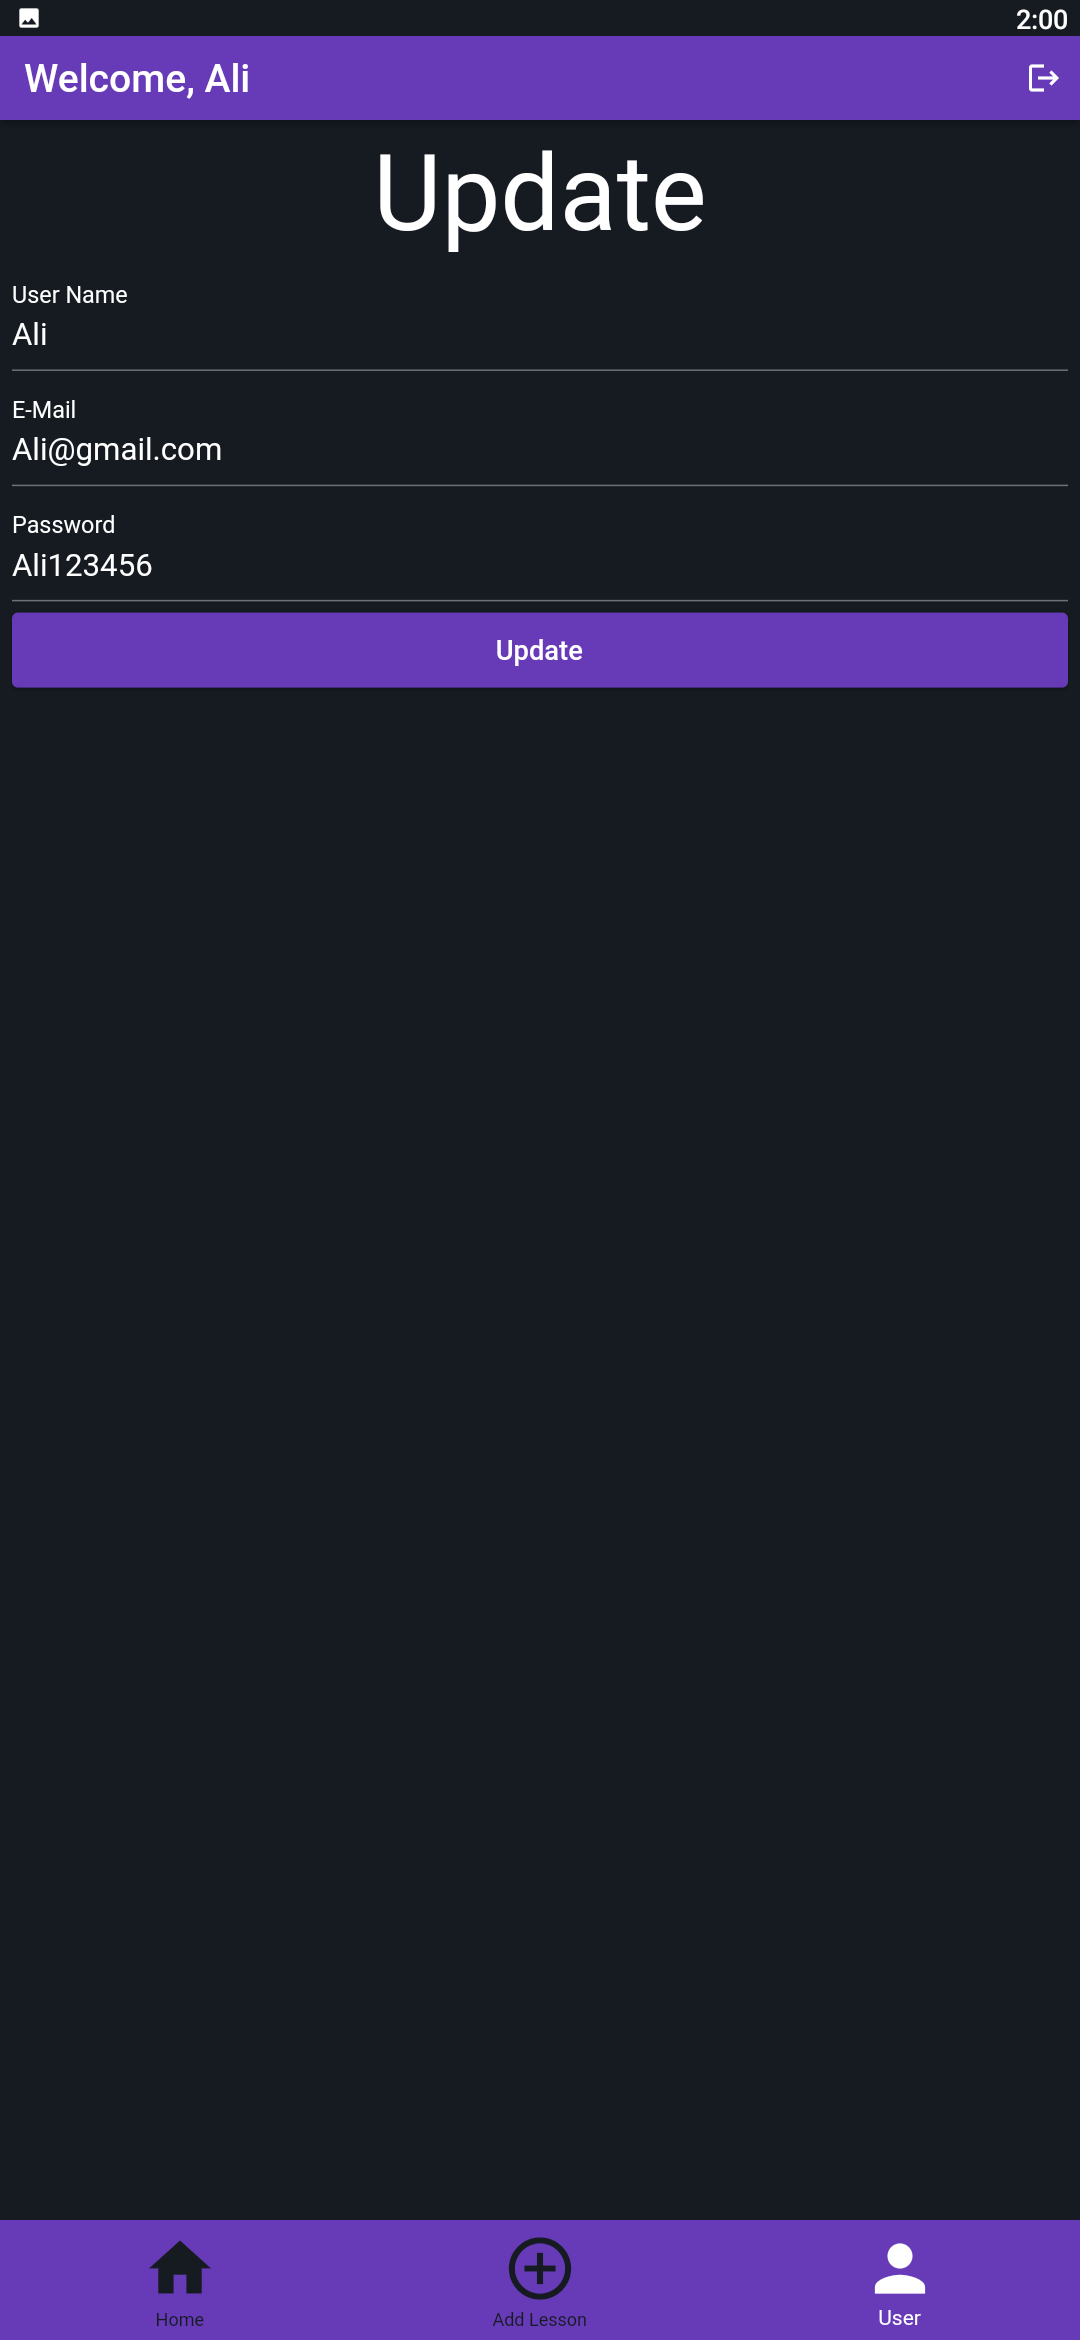 2:00
Welcome, Ali
Update
User Name
Ali
E-Mail
Ali@gmail.com
Password
Ali123456
Update
Home
Add Lesson
User